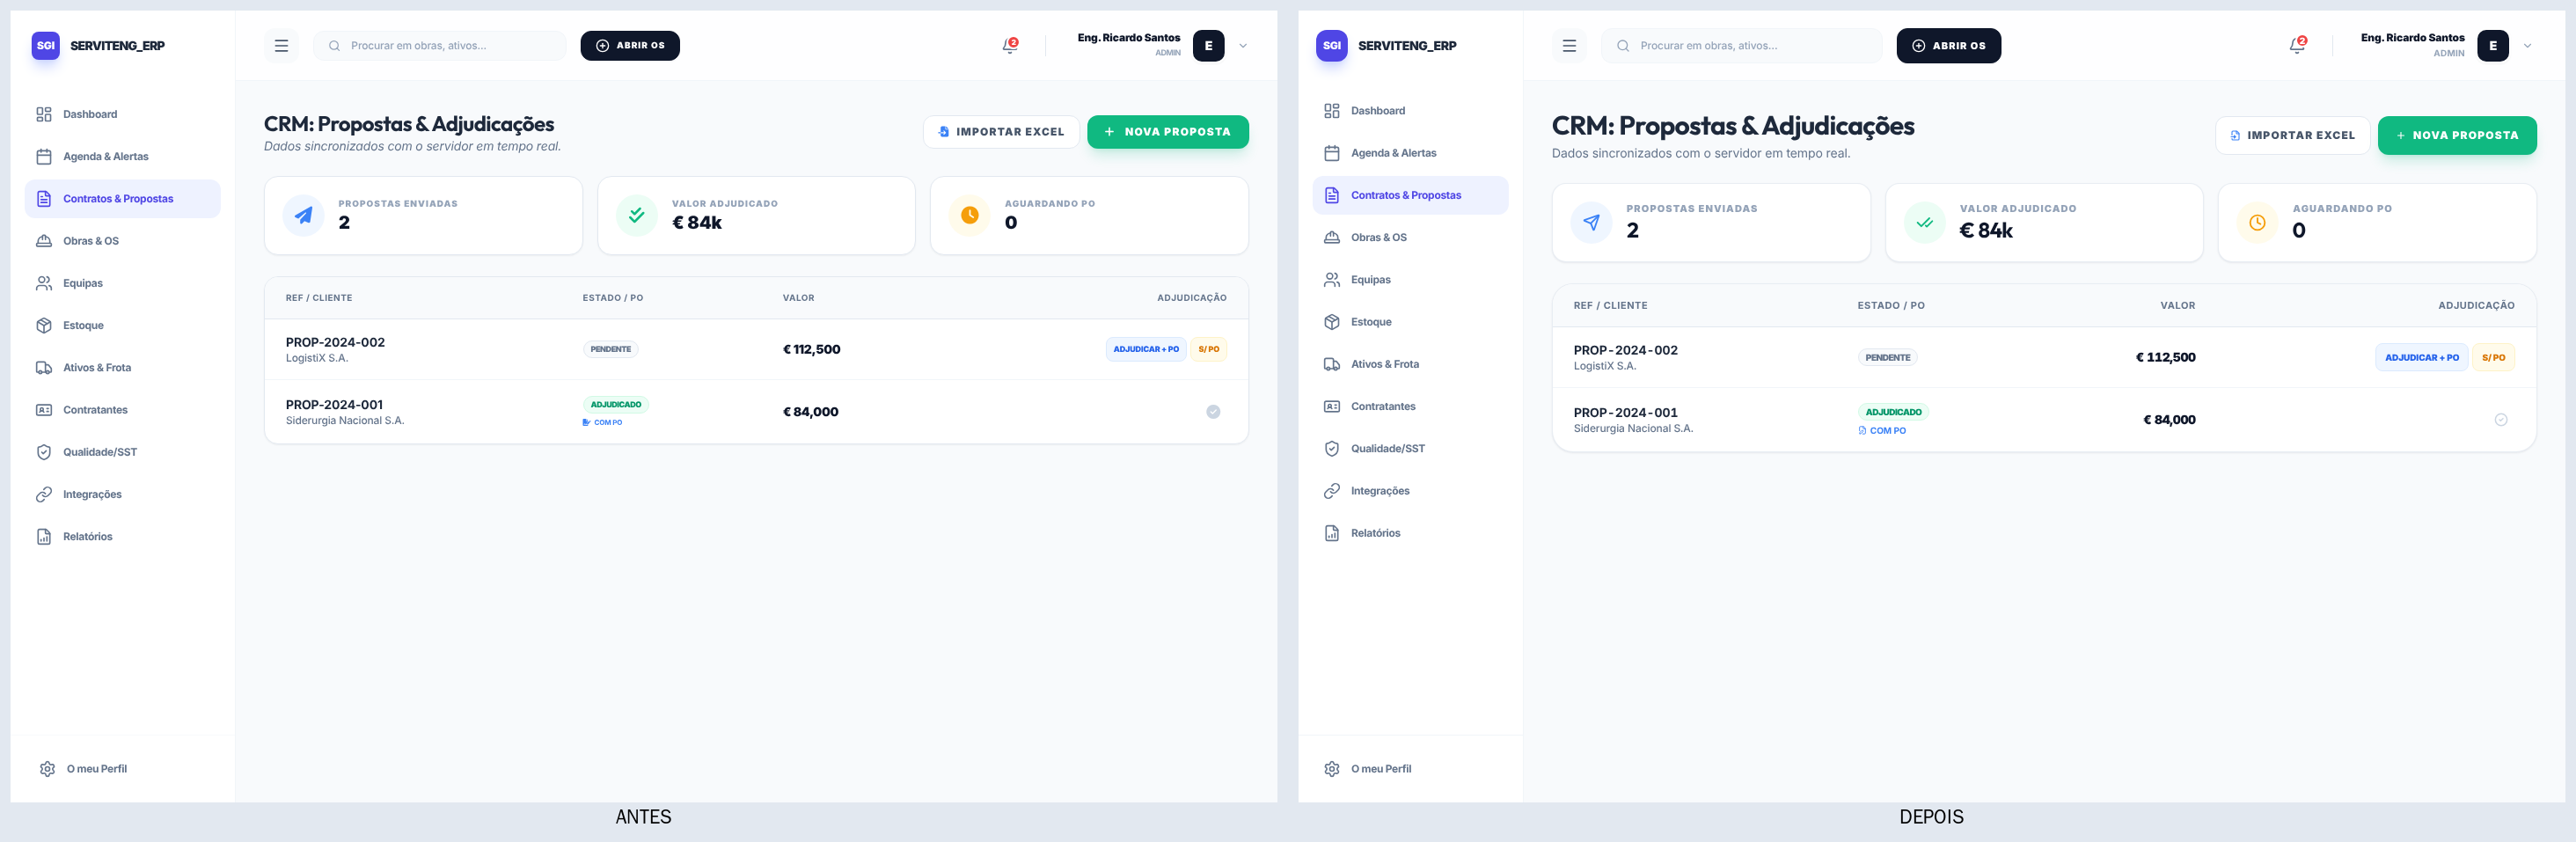 SGI SERVITENG_ERP
Procurar em obras, ativos...
ABRIR OS
2
Eng. Ricardo Santos
ADMIN
E
Dashboard
Agenda & Alertas
Contratos & Propostas
Obras & OS
Equipas
Estoque
Ativos & Frota
Contratantes
Qualidade/SST
Integrações
Relatórios
O meu Perfil
CRM: Propostas & Adjudicações
Dados sincronizados com o servidor em tempo real.
IMPORTAR EXCEL
NOVA PROPOSTA
PROPOSTAS ENVIADAS
2
VALOR ADJUDICADO
€ 84k
AGUARDANDO PO
0
REF / CLIENTE ESTADO / PO VALOR ADJUDICAÇÃO
PROP-2024-002
LogistiX S.A.
PENDENTE
€ 112,500
ADJUDICAR + PO S/ PO
PROP-2024-001
Siderurgia Nacional S.A.
ADJUDICADO
COM PO
€ 84,000
ANTES
SGI SERVITENG_ERP
Procurar em obras, ativos...
ABRIR OS
2
Eng. Ricardo Santos
ADMIN
E
Dashboard
Agenda & Alertas
Contratos & Propostas
Obras & OS
Equipas
Estoque
Ativos & Frota
Contratantes
Qualidade/SST
Integrações
Relatórios
O meu Perfil
CRM: Propostas & Adjudicações
Dados sincronizados com o servidor em tempo real.
IMPORTAR EXCEL
NOVA PROPOSTA
PROPOSTAS ENVIADAS
2
VALOR ADJUDICADO
€ 84k
AGUARDANDO PO
0
REF / CLIENTE ESTADO / PO VALOR ADJUDICAÇÃO
PROP-2024-002
LogistiX S.A.
PENDENTE
€ 112,500
ADJUDICAR + PO S/ PO
PROP-2024-001
Siderurgia Nacional S.A.
ADJUDICADO
COM PO
€ 84,000
DEPOIS